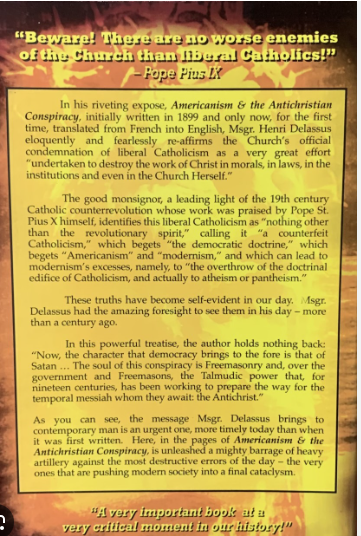 “Beware! There are no worse enemies
of the Church than liberal Catholics!”
– Pope Pius IX
In his riveting expose, Americanism & the Antichristian
Conspiracy, initially written in 1899 and only now, for the first
time, translated from French into English, Msgr. Henri Delassus
eloquently and fearlessly re-affirms the Church's official
condemnation of liberal Catholicism as a very great effort
“undertaken to destroy the work of Christ in morals, in laws, in the
institutions and even in the Church Herself.”
The good monsignor, a leading light of the 19th century
Catholic counterrevolution whose work was praised by Pope St.
Pius X himself, identifies this liberal Catholicism as “nothing other
than the revolutionary spirit,” calling it “a counterfeit
Catholicism,” which begets “the democratic doctrine,” which
begets “Americanism” and “modernism,” and which can lead to
modernism's excesses, namely, to “the overthrow of the doctrinal
edifice of Catholicism, and actually to atheism or pantheism.”
These truths have become self-evident in our day. Msgr.
Delassus had the amazing foresight to see them in his day – more
than a century ago.
In this powerful treatise, the author holds nothing back:
“Now, the character that democracy brings to the fore is that of
Satan ... The soul of this conspiracy is Freemasonry and, over the
government and Freemasons, the Talmudic power that, for
nineteen centuries, has been working to prepare the way for the
temporal messiah whom they await: the Antichrist.”
As you can see, the message Msgr. Delassus brings to
contemporary man is an urgent one, more timely today than when
it was first written. Here, in the pages of Americanism & the
Antichristian Conspiracy, is unleashed a mighty barrage of heavy
artillery against the most destructive errors of the day – the very
ones that are pushing modern society into a final cataclysm.
“A very important book at a
very critical moment in our history!”